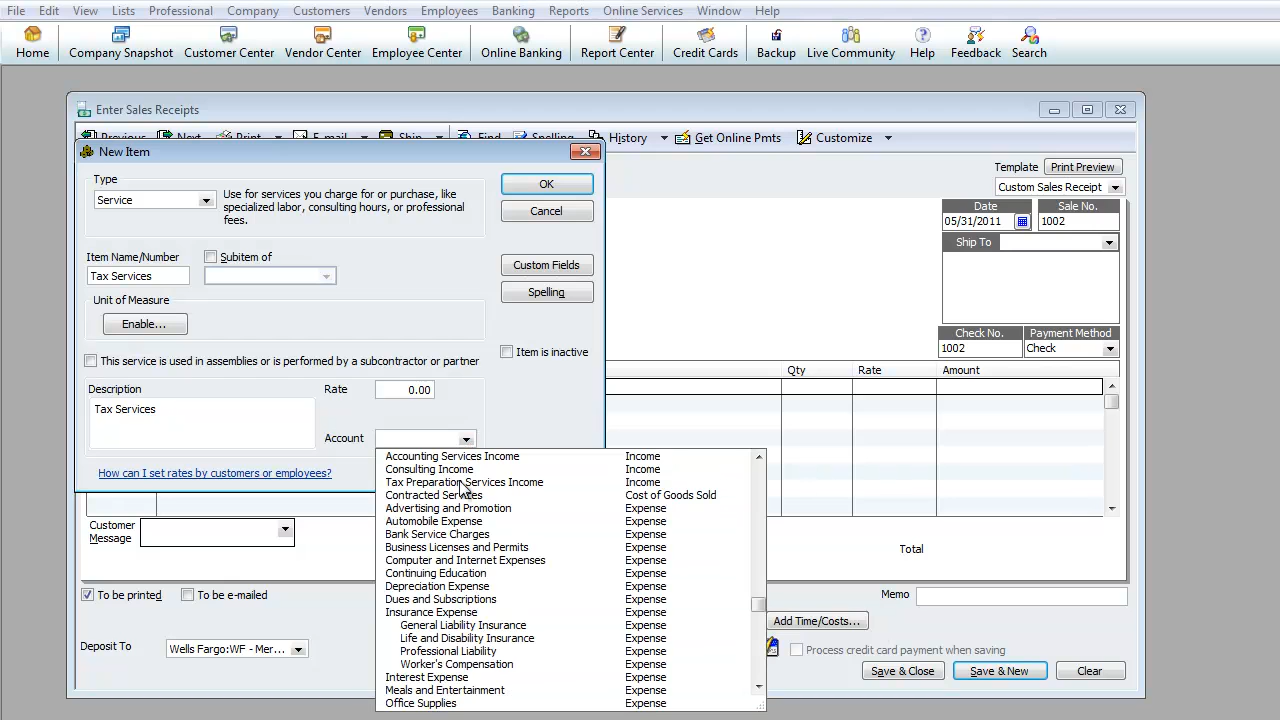 File Edit View Lists Professional Company Customers Vendors Employees Banking Reports Online Services Window Help
Home Company Snapshot Customer Center Vendor Center Employee Center Online Banking Report Center Credit Cards Backup Live Community Help Feedback Search
Enter Sales Receipts
Previous Next Print E-mail Ship Find Spelling History Get Online Pmts Customize
New Item
Template Print Preview
Custom Sales Receipt
Type
Service
Use for services you charge for or purchase, like
specialized labor, consulting hours, or professional
fees.
OK
Cancel
Date Sale No.
05/31/2011 1002
Ship To
Item Name/Number Subitem of
Tax Services
Custom Fields
Spelling
Unit of Measure
Enable...
Check No. Payment Method
1002 Check
This service is used in assemblies or is performed by a subcontractor or partner
Item is inactive
Qty Rate Amount
Description Rate 0.00
Tax Services
Account
How can I set rates by customers or employees?
Accounting Services Income Income
Consulting Income Income
Tax Preparation Services Income Income
Contracted Services Cost of Goods Sold
Advertising and Promotion Expense
Automobile Expense Expense
Bank Service Charges Expense
Business Licenses and Permits Expense
Computer and Internet Expenses Expense
Continuing Education Expense
Depreciation Expense Expense
Dues and Subscriptions Expense
Insurance Expense Expense
General Liability Insurance Expense
Life and Disability Insurance Expense
Professional Liability Expense
Worker's Compensation Expense
Interest Expense Expense
Meals and Entertainment Expense
Office Supplies Expense
Customer
Message
Total
To be printed To be e-mailed
Memo
Add Time/Costs...
Deposit To Wells Fargo:WF - Mer...
Process credit card payment when saving
Save & Close Save & New Clear